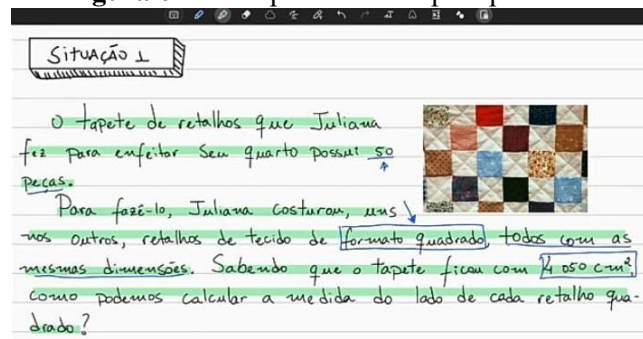 SITUAÇÃO 1
O tapete de retalhos que Juliana
fez para enfeitar seu quarto possui 50
peças.
Para fazê-lo, Juliana costurou, uns
nos outros, retalhos de tecido de formato quadrado, todos com as
mesmas dimensões. Sabendo que o tapete ficou com 4 050 cm²
como podemos calcular a medida do lado de cada retalho qua-
drado?